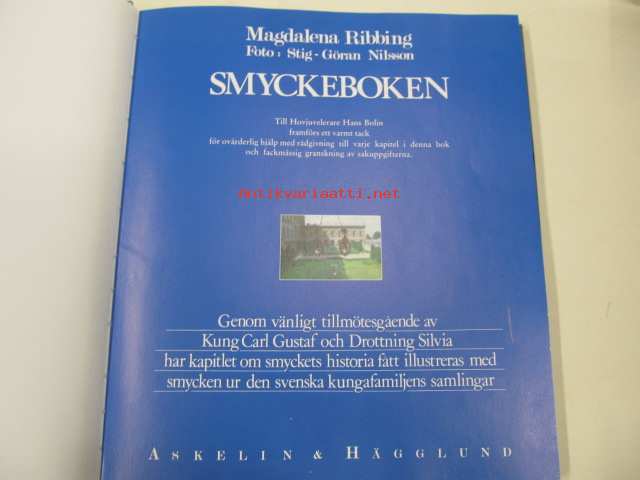 Magdalena Ribbing
Foto: Stig-Göran Nilsson
SMYCKEBOKEN
Till Hovjuvelerare Hans Bolin
framförs ett varmt tack
för ovärderlig hjälp med rådgivning till varje kapitel i denna bok
och fackmässig granskning av sakuppgifterna.
antikvariaatti.net
Genom vänligt tillmötesgående av
Kung Carl Gustaf och Drottning Silvia
har kapitlet om smyckets historia fått illustreras med
smycken ur den svenska kungafamiljens samlingar
ASKELIN & HÄGGLUND